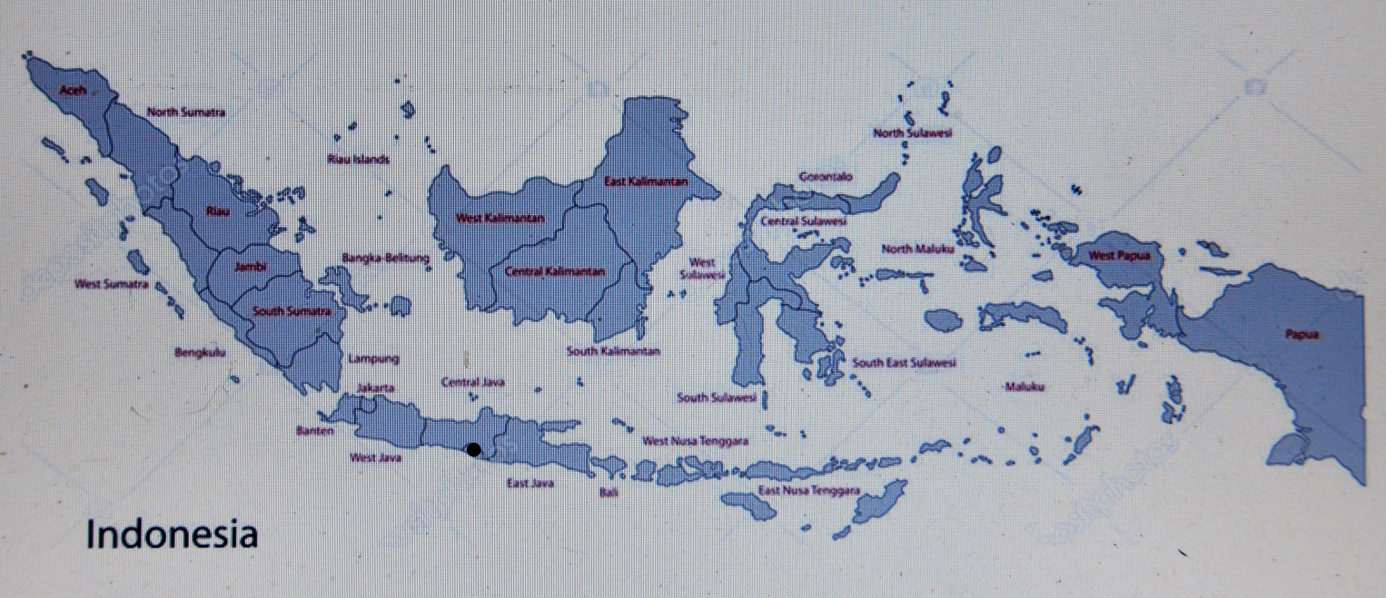 Aceh
North Sumatra
North Sulawesi
Riau Islands
Gorontalo
East Kalimantan
Riau
West Kalimantan
Central Sulawesi
North Maluku
West Papua
Bangka-Belitung
Jambi
Central Kalimantan
West
Sulawesi
West Sumatra
South Sumatra
Papua
Bengkulu
South Kalimantan
Lampung
South East Sulawesi
Jakarta
Central Java
Maluku
South Sulawesi
Banten
West Nusa Tenggara
West Java
East Java
Bali
East Nusa Tenggara
Indonesia